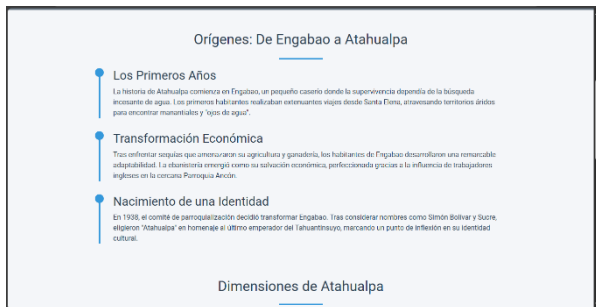 Orígenes: De Engabao a Atahualpa
Los Primeros Años
La historia de Atahualpa comienza en Engabao, un pequeño caserío donde la supervivencia dependía de la búsqueda
incesante de agua. Los primeros habitantes realizaban extenuantes viajes desde Santa Elena, atravesando territorios áridos
para encontrar manantiales y "ojos de agua".
Transformación Económica
Tras enfrentar sequías que amenazaron su agricultura y ganadería, los habitantes de Engabao desarrollaron una remarcable
adaptabilidad. La ebanistería emergió como su salvación económica, perfeccionada gracias a la influencia de trabajadores
ingleses en la cercana Parroquia Ancón.
Nacimiento de una Identidad
En 1938, el comité de parroquialización decidió transformar Engabao. Tras considerar nombres como Simón Bolívar y Sucre,
eligieron "Atahualpa" en homenaje al último emperador del Tahuantinsuyo, marcando un punto de inflexión en su identidad
cultural.
Dimensiones de Atahualpa